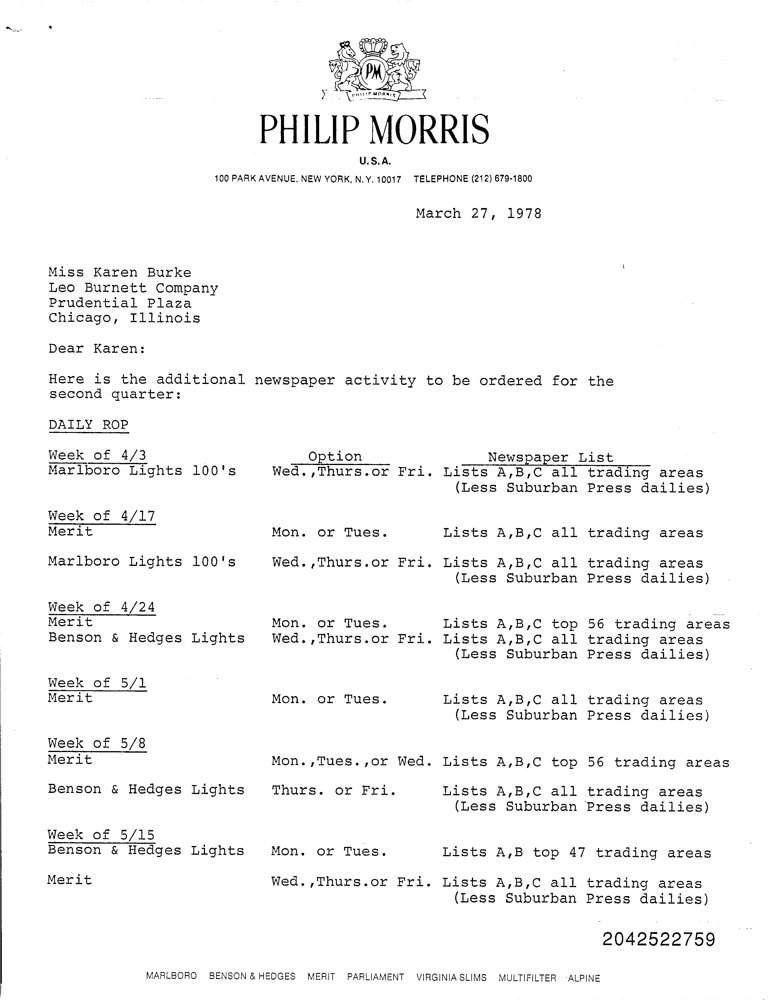 PM
PHILIP MORRIS
PHILIP MORRIS
U.S.A.
100 PARK AVENUE, NEW YORK, N.Y. 10017 TELEPHONE (212) 679-1800
March 27, 1978
Miss Karen Burke
Leo Burnett Company
Prudential Plaza
Chicago, Illinois
Dear Karen:
Here is the additional newspaper activity to be ordered for the
second quarter:
DAILY ROP
Week of 4/3 Option Newspaper List
Marlboro Lights 100's Wed.,Thurs.or Fri. Lists A,B,C all trading areas
(Less Suburban Press dailies)
Week of 4/17
Merit Mon. or Tues. Lists A,B,C all trading areas
Marlboro Lights 100's Wed.,Thurs.or Fri. Lists A,B,C all trading areas
(Less Suburban Press dailies)
Week of 4/24
Merit Mon. or Tues. Lists A,B,C top 56 trading areas
Benson & Hedges Lights Wed.,Thurs.or Fri. Lists A,B,C all trading areas
(Less Suburban Press dailies)
Week of 5/1
Merit Mon. or Tues. Lists A,B,C all trading areas
(Less Suburban Press dailies)
Week of 5/8
Merit Mon.,Tues.,or Wed. Lists A,B,C top 56 trading areas
Benson & Hedges Lights Thurs. or Fri. Lists A,B,C all trading areas
(Less Suburban Press dailies)
Week of 5/15
Benson & Hedges Lights Mon. or Tues. Lists A,B top 47 trading areas
Merit Wed.,Thurs.or Fri. Lists A,B,C all trading areas
(Less Suburban Press dailies)
2042522759
MARLBORO BENSON & HEDGES MERIT PARLIAMENT VIRGINIA SLIMS MULTIFILTER ALPINE